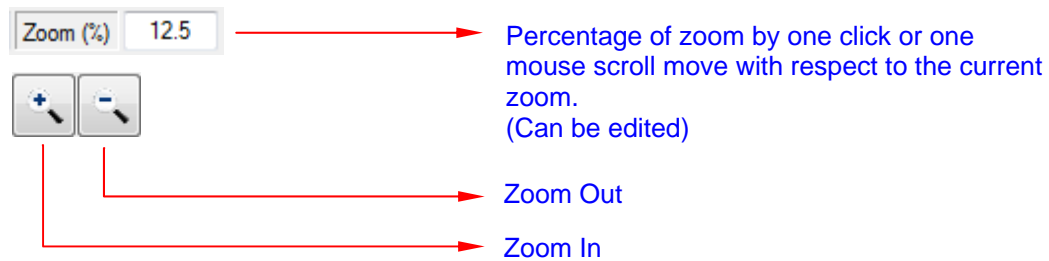 Zoom (%) 12.5
Percentage of zoom by one click or one
mouse scroll move with respect to the current
zoom.
(Can be edited)
Zoom Out
Zoom In